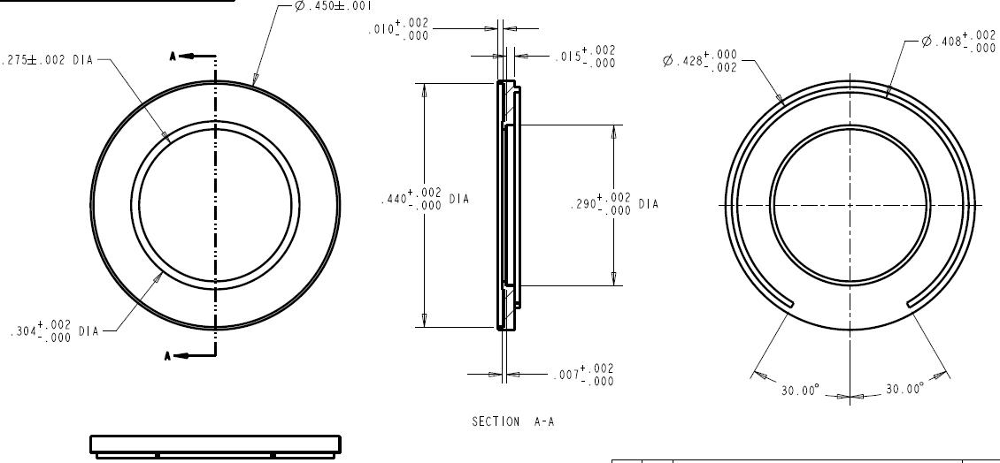 Ø.450±.001
.275±.002 DIA
A
.304+.002 -.000 DIA
A
.010+.002 -.000
.015+.002 -.000
.440+.002 -.000 DIA
.290+.002 -.000 DIA
.007+.002 -.000
SECTION A-A
Ø.428+.000 -.002
Ø.408+.002 -.000
30.00°
30.00°